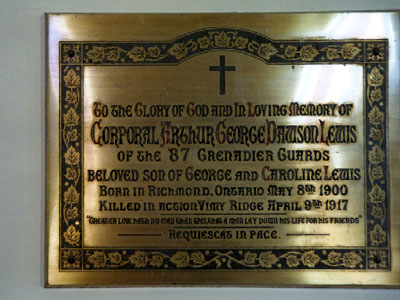 To the Glory of God and In Loving Memory of
Corporal Arthur George Dawson Lewis
of the '87 Grenadier Guards
beloved son of George and Caroline Lewis
Born in Richmond, Ontario May 8th 1900
Killed in action Vimy Ridge April 9th 1917
"Greater love hath no man than this, that a man lay down his life for his friends"
Requiescat in Pace.